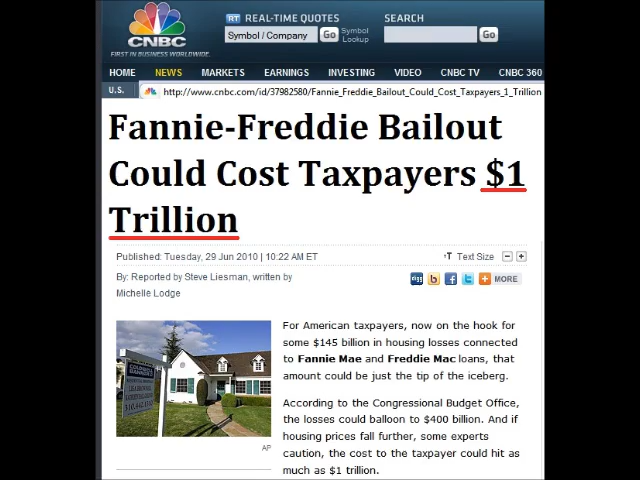 RT REAL-TIME QUOTES
SEARCH
Symbol / Company Go Symbol Lookup Go
CNBC
FIRST IN BUSINESS WORLDWIDE.
HOME NEWS MARKETS EARNINGS INVESTING VIDEO CNBC TV CNBC 360
U.S. http://www.cnbc.com/id/37982580/Fannie_Freddie_Bailout_Could_Cost_Taxpayers_1_Trillion
Fannie-Freddie Bailout
Could Cost Taxpayers $1
Trillion
Published: Tuesday, 29 Jun 2010 | 10:22 AM ET
TT Text Size
By: Reported by Steve Liesman, written by
Michelle Lodge
digg b f t + MORE
For American taxpayers, now on the hook for
some $145 billion in housing losses connected
to Fannie Mae and Freddie Mac loans, that
amount could be just the tip of the iceberg.
According to the Congressional Budget Office,
the losses could balloon to $400 billion. And if
housing prices fall further, some experts
caution, the cost to the taxpayer could hit as
much as $1 trillion.
COLDWELL
BANKER
AP